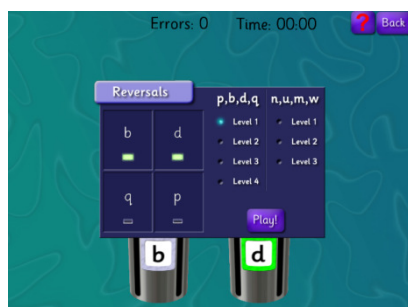 Errors: 0 Time: 00:00 ? Back
Reversals
p,b,d,q n,u,m,w
b d
Level 1 Level 1
Level 2 Level 2
Level 3 Level 3
Level 4
q p
Play!
b d